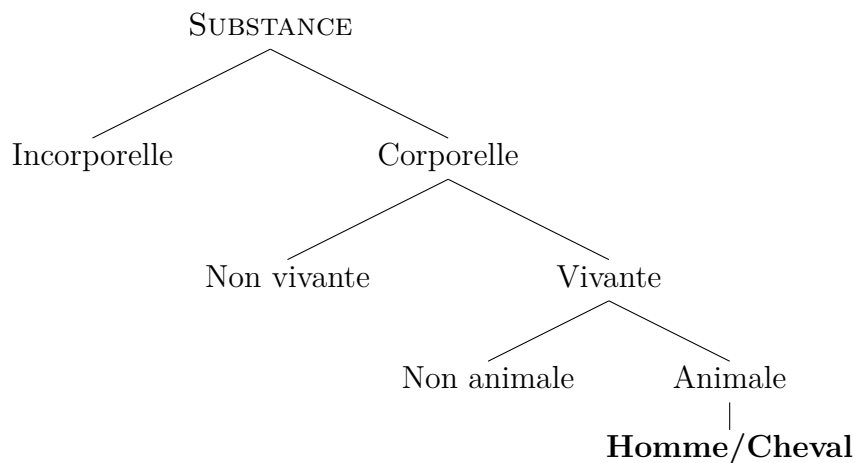 SUBSTANCE
Incorporelle Corporelle
Non vivante Vivante
Non animale Animale
Homme/Cheval